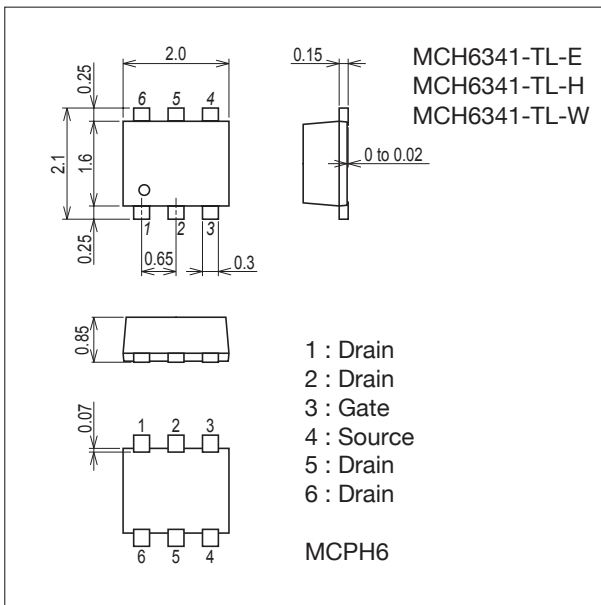 2.0
0.15
MCH6341-TL-E
MCH6341-TL-H
MCH6341-TL-W
0.25
6 5 4
2.1
1.6
0 to 0.02
1 2 3
0.25
0.65
0.3
0.85
1 : Drain
2 : Drain
3 : Gate
4 : Source
5 : Drain
6 : Drain
0.07
1 2 3
6 5 4
MCPH6